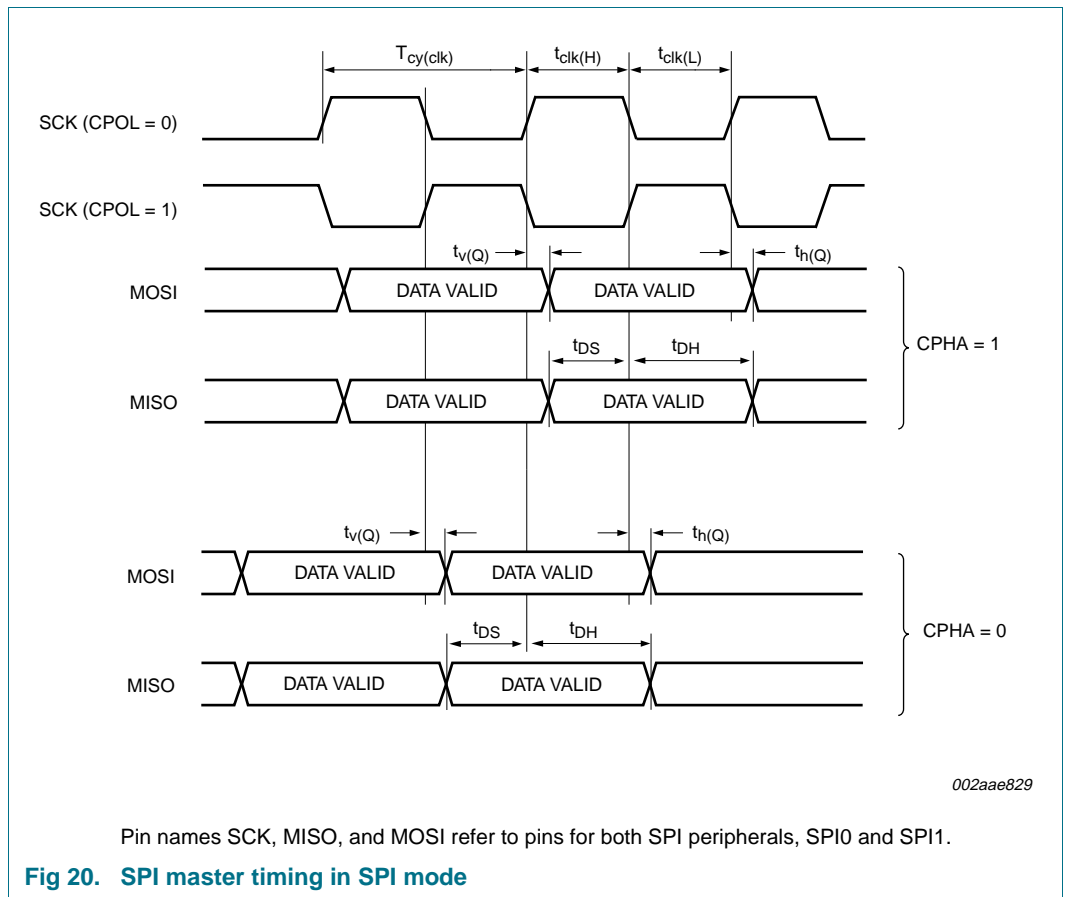 Tcy(clk) tclk(H) tclk(L)
SCK (CPOL = 0)
SCK (CPOL = 1)
tv(Q) th(Q)
MOSI DATA VALID DATA VALID
CPHA = 1
tDS tDH
MISO DATA VALID DATA VALID
tv(Q) th(Q)
MOSI DATA VALID DATA VALID
CPHA = 0
tDS tDH
MISO DATA VALID DATA VALID
002aae829
Pin names SCK, MISO, and MOSI refer to pins for both SPI peripherals, SPI0 and SPI1.
Fig 20. SPI master timing in SPI mode